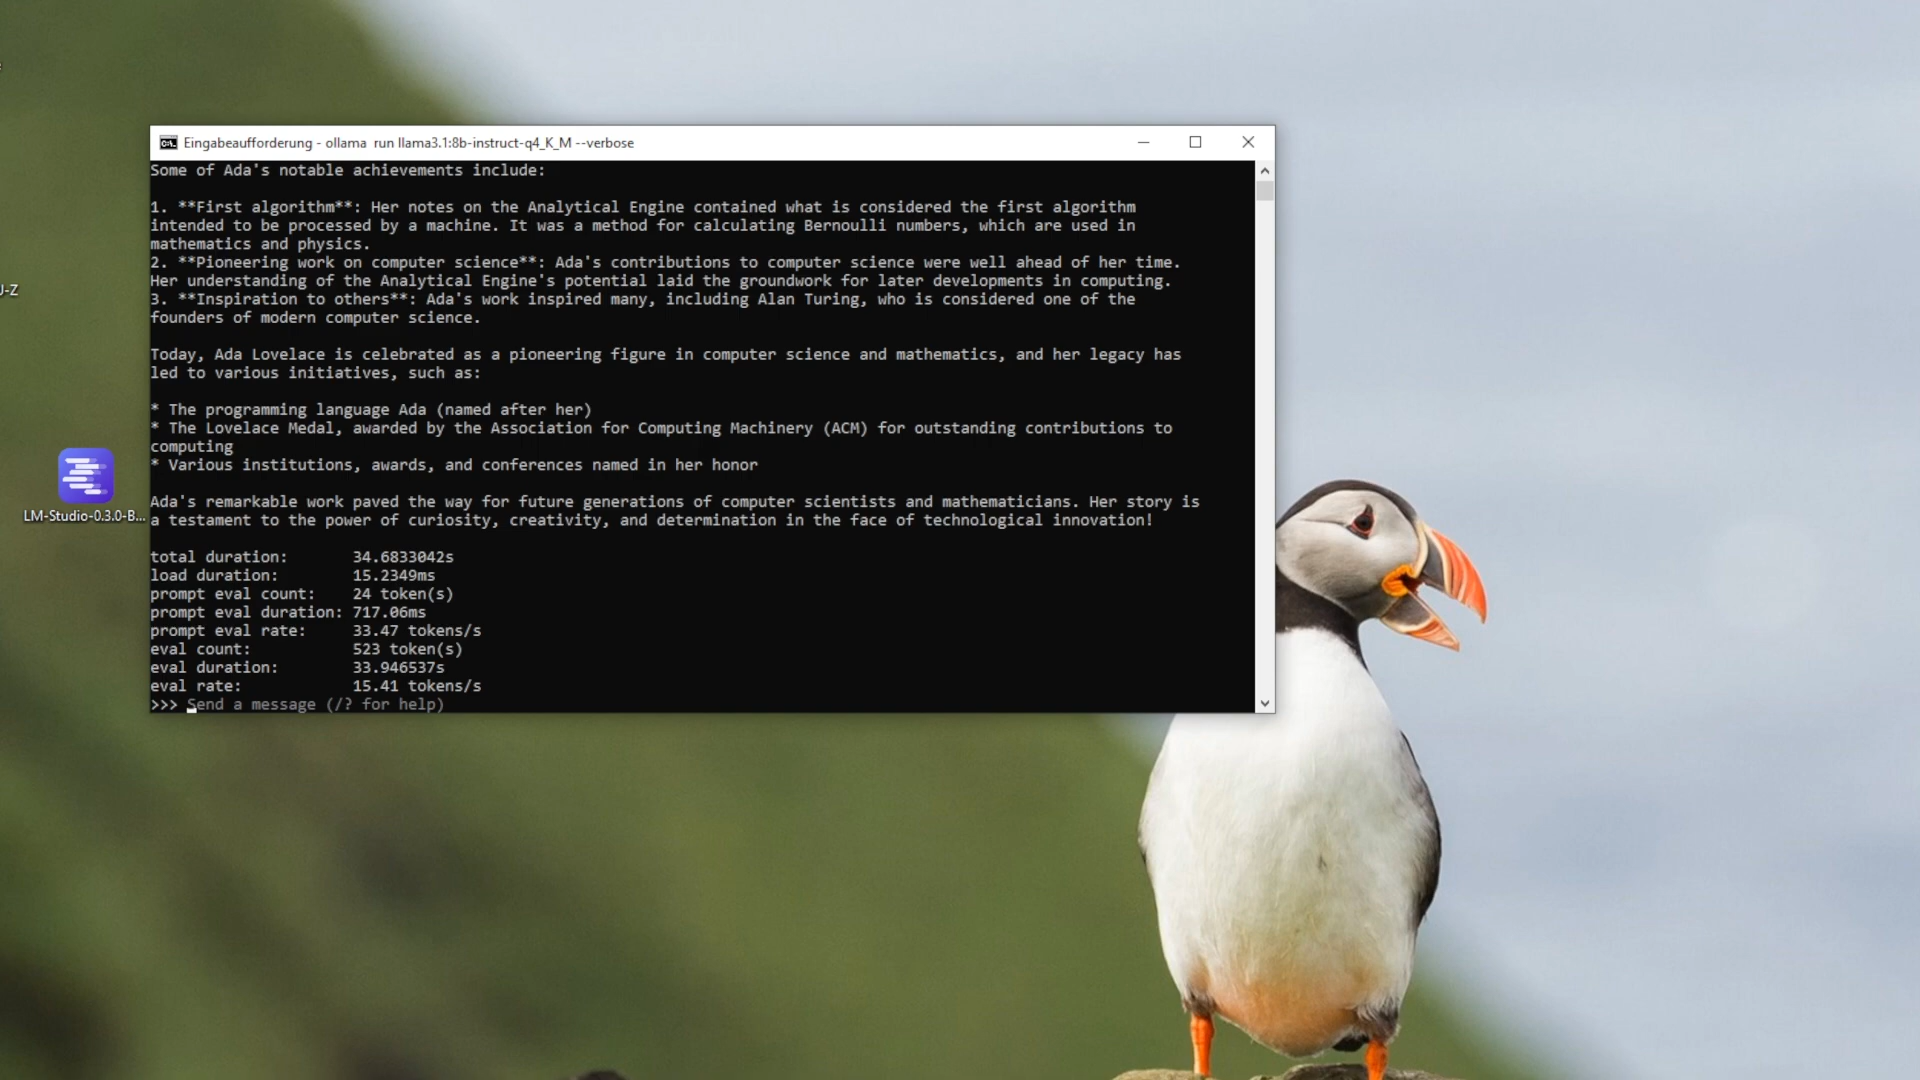 Eingabeaufforderung - ollama  run llama3.1:8b-instruct-q4_K_M --verbose
Some of Ada's notable achievements include:
1. **First algorithm**: Her notes on the Analytical Engine contained what is considered the first algorithm
intended to be processed by a machine. It was a method for calculating Bernoulli numbers, which are used in
mathematics and physics.
2. **Pioneering work on computer science**: Ada's contributions to computer science were well ahead of her time.
Her understanding of the Analytical Engine's potential laid the groundwork for later developments in computing.
3. **Inspiration to others**: Ada's work inspired many, including Alan Turing, who is considered one of the
founders of modern computer science.
Today, Ada Lovelace is celebrated as a pioneering figure in computer science and mathematics, and her legacy has
led to various initiatives, such as:
* The programming language Ada (named after her)
* The Lovelace Medal, awarded by the Association for Computing Machinery (ACM) for outstanding contributions to
computing
* Various institutions, awards, and conferences named in her honor
Ada's remarkable work paved the way for future generations of computer scientists and mathematicians. Her story is
a testament to the power of curiosity, creativity, and determination in the face of technological innovation!
total duration:       34.6833042s
load duration:        15.2349ms
prompt eval count:    24 token(s)
prompt eval duration: 717.06ms
prompt eval rate:     33.47 tokens/s
eval count:           523 token(s)
eval duration:        33.946537s
eval rate:            15.41 tokens/s
>>> Send a message (/? for help)
J-Z
LM-Studio-0.3.0-B...